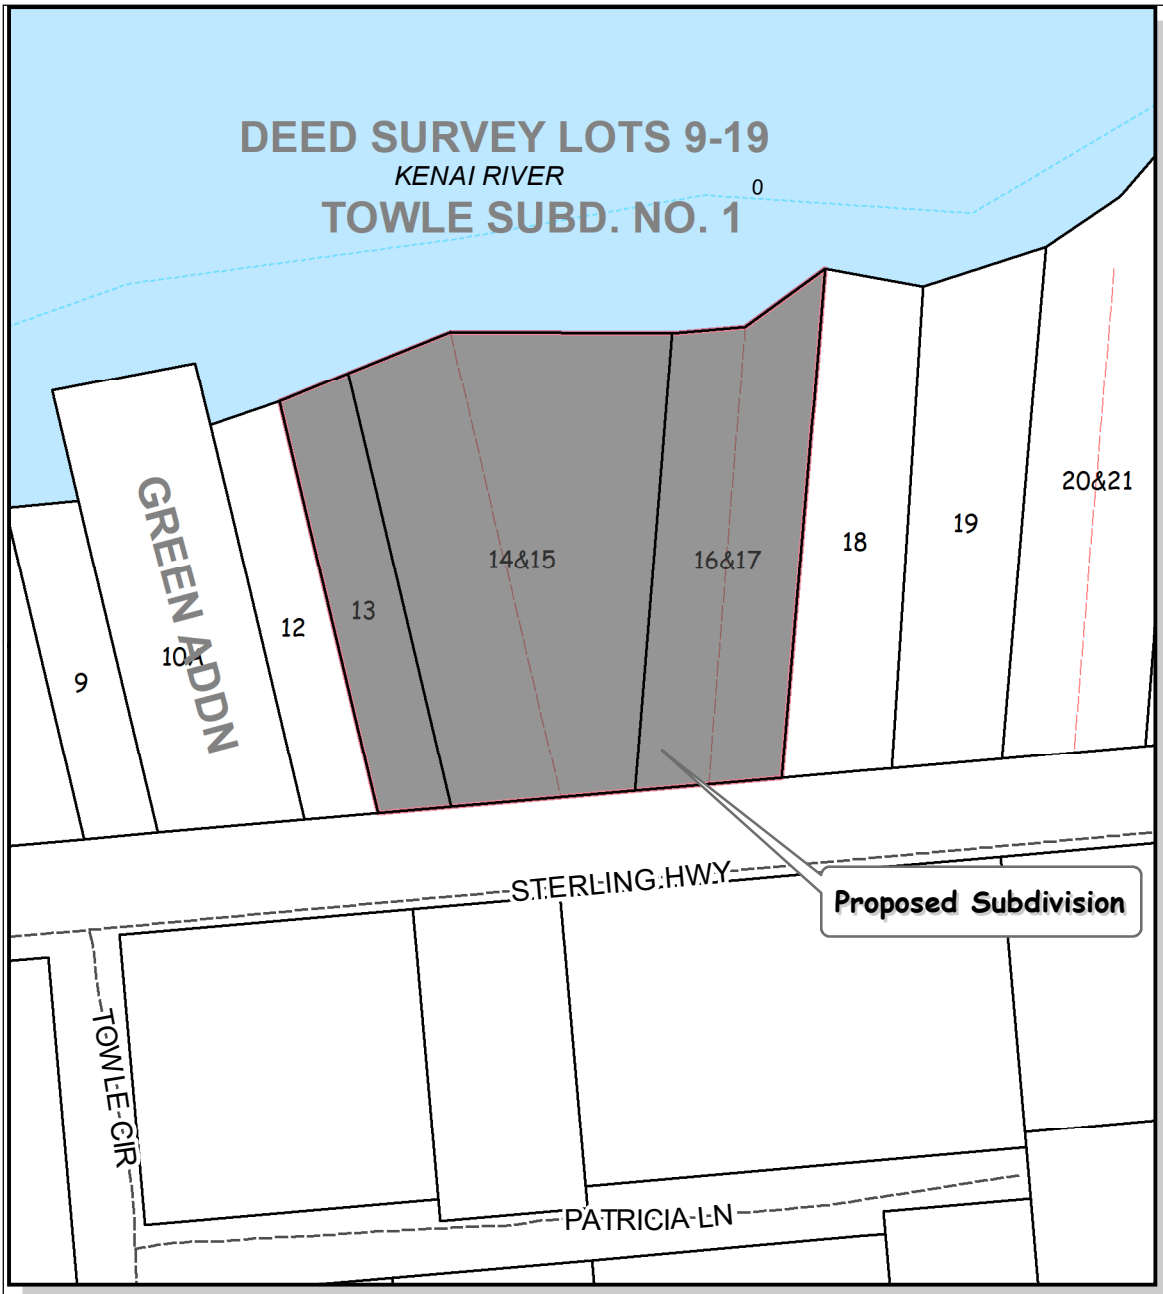 DEED SURVEY LOTS 9-19
KENAI RIVER
0
TOWLE SUBD. NO. 1
GREEN ADDN
20&21
19
18
14&15
16&17
13
12
10A
9
STERLING HWY
Proposed Subdivision
TOWLE CIR
PATRICIA LN